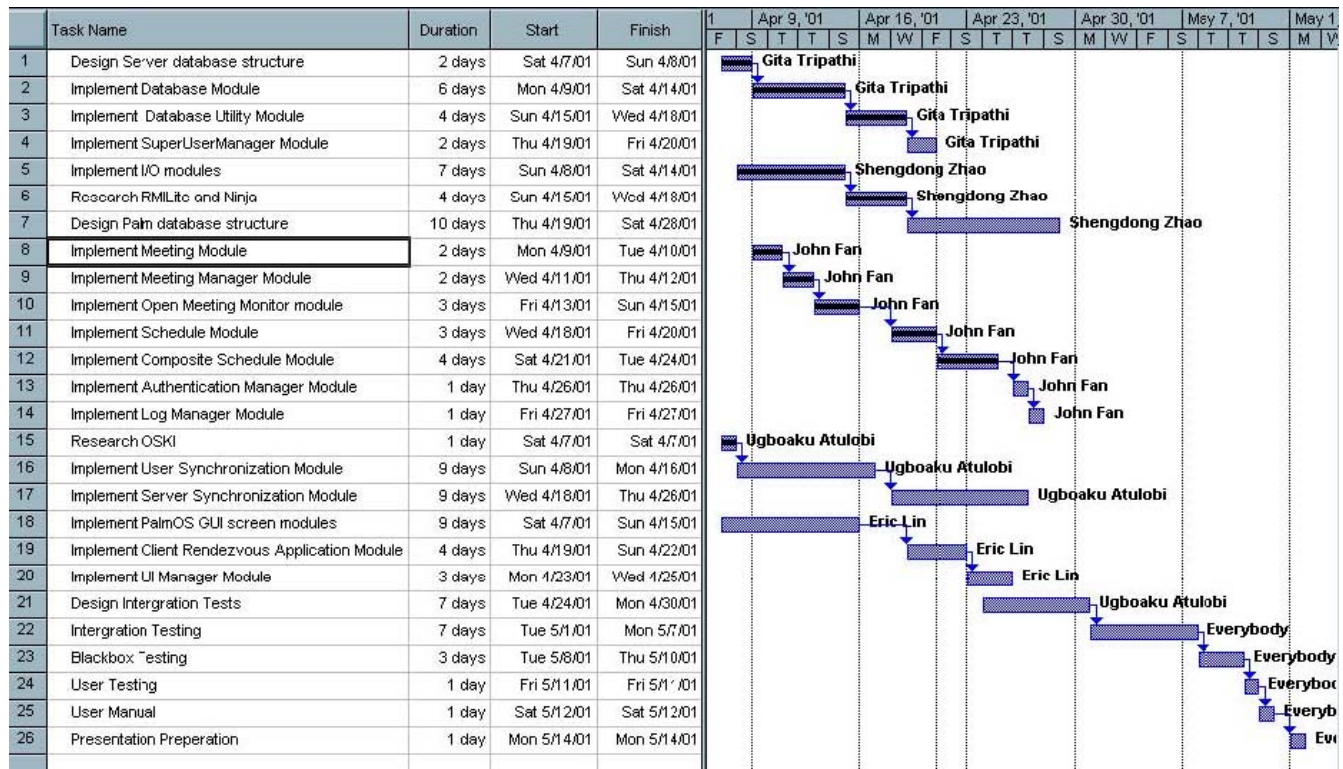 1 Apr 9, '01 Apr 16, '01 Apr 23, '01 Apr 30, '01 May 7, '01 May 1
Task Name Duration Start Finish F S T T S M W F S T T S M W F S T T S M W
1 Design Server database structure 2 days Sat 4/7/01 Sun 4/8/01 Gita Tripathi
2 Implement Database Module 6 days Mon 4/9/01 Sat 4/14/01 Gita Tripathi
3 Implement Database Utility Module 4 days Sun 4/15/01 Wed 4/18/01 Gita Tripathi
4 Implement SuperUserManager Module 2 days Thu 4/19/01 Fri 4/20/01 Gita Tripathi
5 Implement I/O modules 7 days Sun 4/8/01 Sat 4/14/01 Shengdong Zhao
6 Research RMILite and Ninja 4 days Sun 4/15/01 Wed 4/18/01 Shengdong Zhao
7 Design Palm database structure 10 days Thu 4/19/01 Sat 4/28/01 Shengdong Zhao
8 Implement Meeting Module 2 days Mon 4/9/01 Tue 4/10/01 John Fan
9 Implement Meeting Manager Module 2 days Wed 4/11/01 Thu 4/12/01 John Fan
10 Implement Open Meeting Monitor module 3 days Fri 4/13/01 Sun 4/15/01 John Fan
11 Implement Schedule Module 3 days Wed 4/18/01 Fri 4/20/01 John Fan
12 Implement Composite Schedule Module 4 days Sat 4/21/01 Tue 4/24/01 John Fan
13 Implement Authentication Manager Module 1 day Thu 4/26/01 Thu 4/26/01 John Fan
14 Implement Log Manager Module 1 day Fri 4/27/01 Fri 4/27/01 John Fan
15 Research OSKI 1 day Sat 4/7/01 Sat 4/7/01 Ugboaku Atulobi
16 Implement User Synchronization Module 9 days Sun 4/8/01 Mon 4/16/01 Ugboaku Atulobi
17 Implement Server Synchronization Module 9 days Wed 4/18/01 Thu 4/26/01 Ugboaku Atulobi
18 Implement PalmOS GUI screen modules 9 days Sat 4/7/01 Sun 4/15/01 Eric Lin
19 Implement Client Rendezvous Application Module 4 days Thu 4/19/01 Sun 4/22/01 Eric Lin
20 Implement UI Manager Module 3 days Mon 4/23/01 Wed 4/25/01 Eric Lin
21 Design Intergration Tests 7 days Tue 4/24/01 Mon 4/30/01 Ugboaku Atulobi
22 Intergration Testing 7 days Tue 5/1/01 Mon 5/7/01 Everybody
23 Blackbox Testing 3 days Tue 5/8/01 Thu 5/10/01 Everybody
24 User Testing 1 day Fri 5/11/01 Fri 5/11/01 Everyboc
25 User Manual 1 day Sat 5/12/01 Sat 5/12/01 Everyb
26 Presentation Preperation 1 day Mon 5/14/01 Mon 5/14/01 Eve